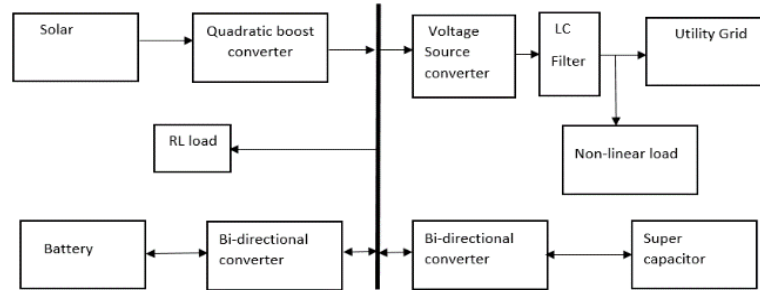 Solar
Quadratic boost
converter
Voltage
Source
converter
LC
Filter
Utility Grid
RL load
Non-linear load
Battery
Bi-directional
converter
Bi-directional
converter
Super
capacitor